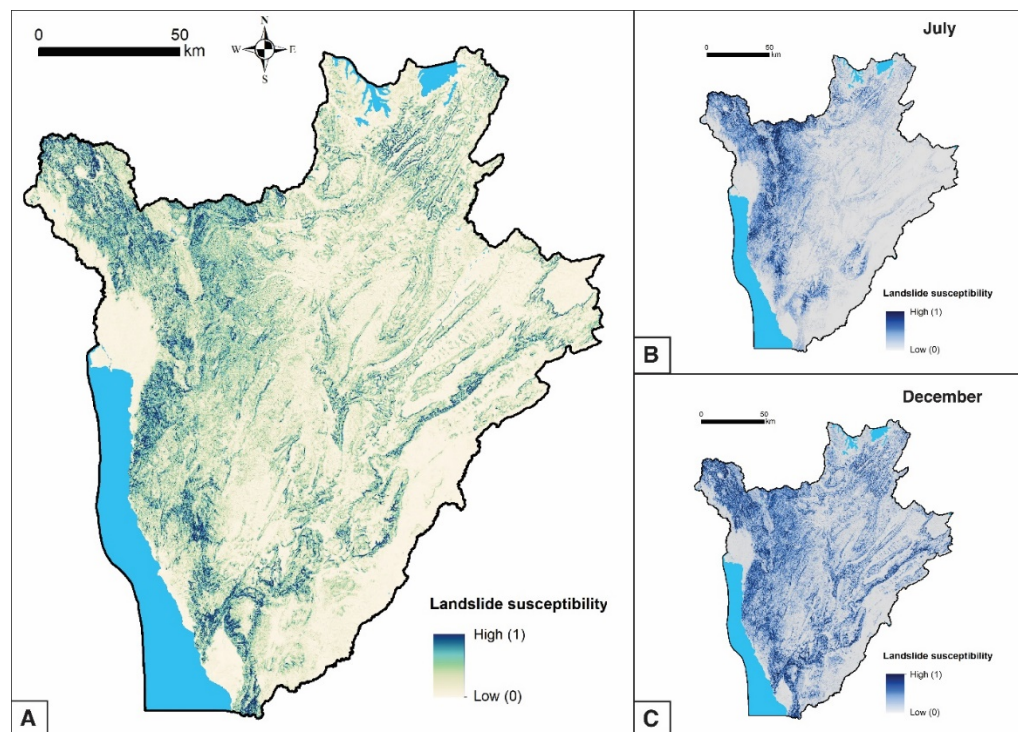 0 50
km
N
W E
S
Landslide susceptibility
High (1)
Low (0)
A
July
0 50
km
Landslide susceptibility
High (1)
Low (0)
B
December
0 50
km
Landslide susceptibility
High (1)
Low (0)
C